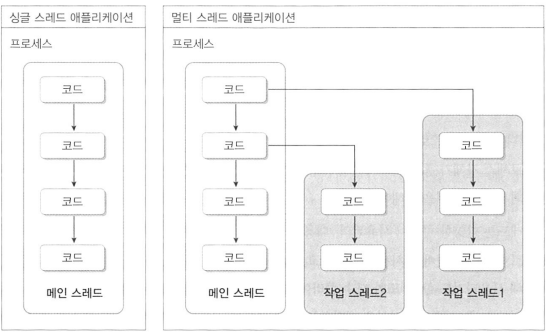 싱글 스레드 애플리케이션
프로세스
코드
코드
코드
코드
메인 스레드
멀티 스레드 애플리케이션
프로세스
코드
코드
코드
코드
메인 스레드
코드
코드
작업 스레드2
코드
코드
코드
작업 스레드1